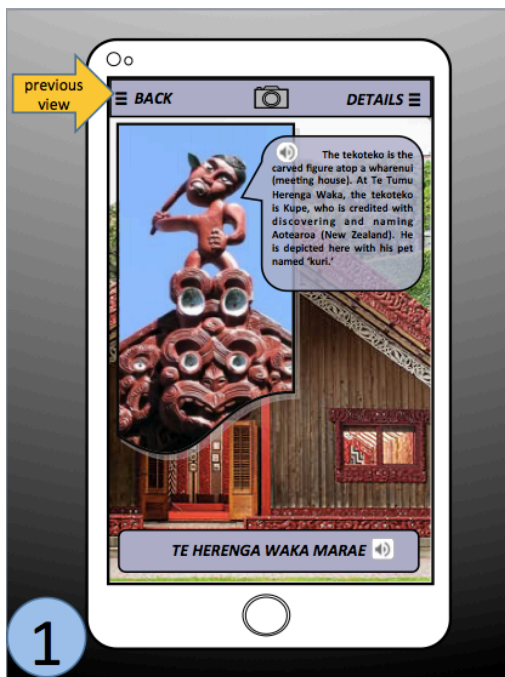 previous
view
BACK
DETAILS
The tekoteko is the
carved figure atop a wharenui
(meeting house). At Te Tumu
Herenga Waka, the tekoteko
is Kupe, who is credited with
discovering and naming
Aotearoa (New Zealand). He
is depicted here with his pet
named ‘kuri.’
TE HERENGA WAKA MARAE
1